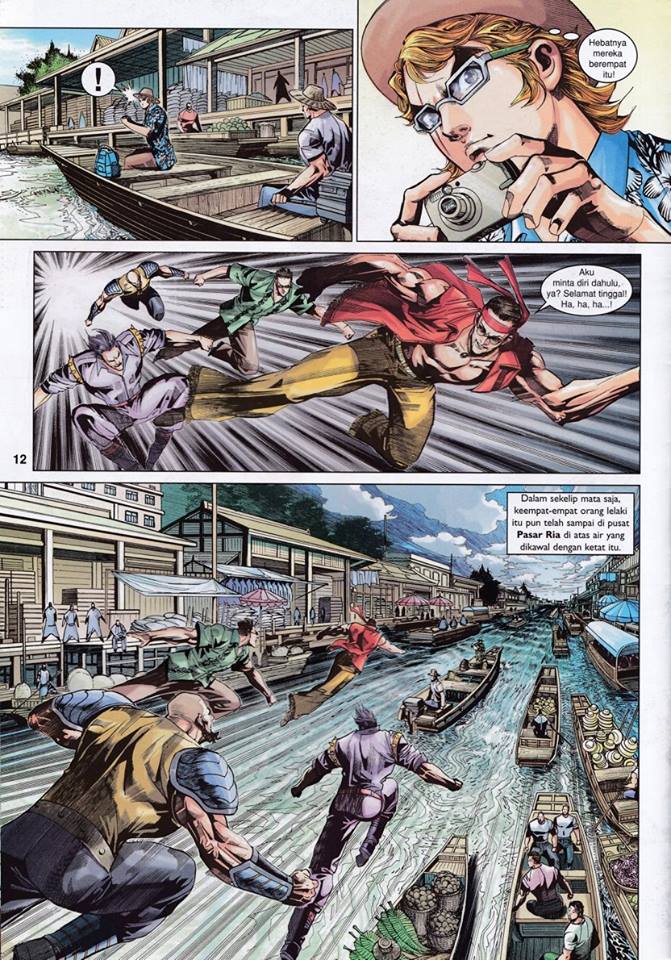 !
Hebatnya
mereka
berempat
itu!
Aku
minta diri dahulu,
ya? Selamat tinggal!
Ha, ha, ha...!
12
Dalam sekelip mata saja,
keempat-empat orang lelaki
itu pun telah sampai di pusat
Pasar Ria di atas air yang
dikawal dengan ketat itu.